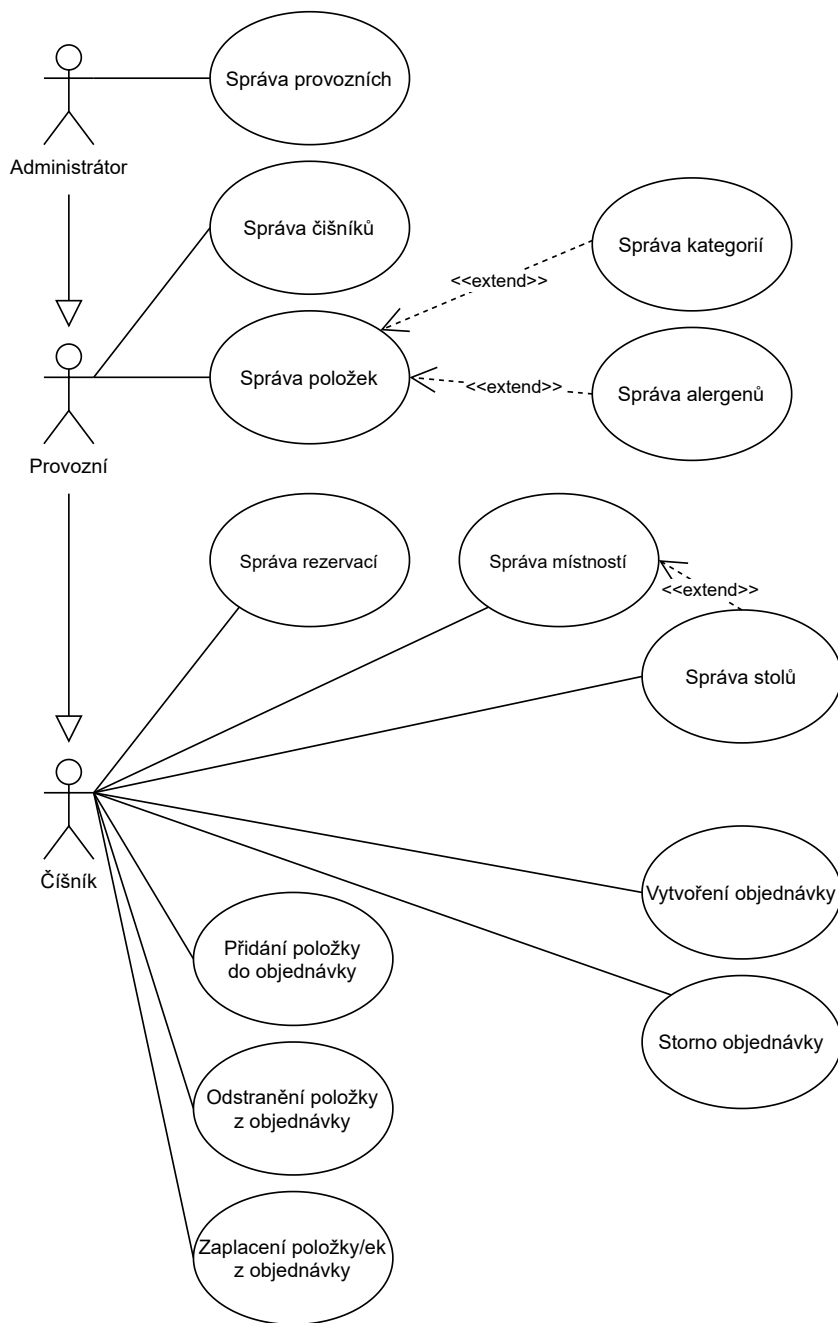 Správa provozních
Administrátor
Správa čišníků
Správa kategorií
<<extend>>
Správa položek
<<extend>>
Správa alergenů
Provozní
Správa rezervací
Správa místností
<<extend>>
Správa stolů
Číšník
Vytvoření objednávky
Přidání položky
do objednávky
Storno objednávky
Odstranění položky
z objednávky
Zaplacení položky/ek
z objednávky